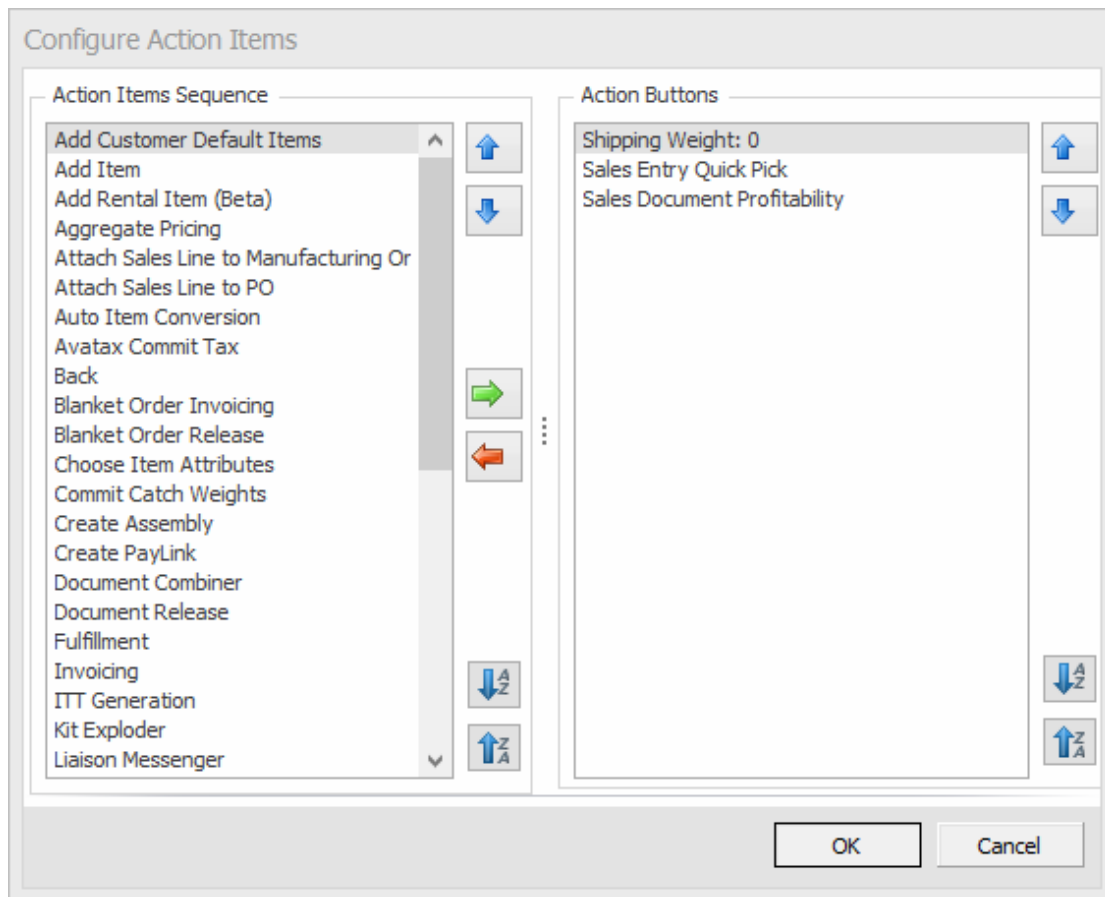 Configure Action Items
Action Items Sequence
Add Customer Default Items
Add Item
Add Rental Item (Beta)
Aggregate Pricing
Attach Sales Line to Manufacturing Or
Attach Sales Line to PO
Auto Item Conversion
Avatax Commit Tax
Back
Blanket Order Invoicing
Blanket Order Release
Choose Item Attributes
Commit Catch Weights
Create Assembly
Create PayLink
Document Combiner
Document Release
Fulfillment
Invoicing
ITT Generation
Kit Exploder
Liaison Messenger
A
Z
Z
A
Action Buttons
Shipping Weight: 0
Sales Entry Quick Pick
Sales Document Profitability
A
Z
Z
A
OK
Cancel